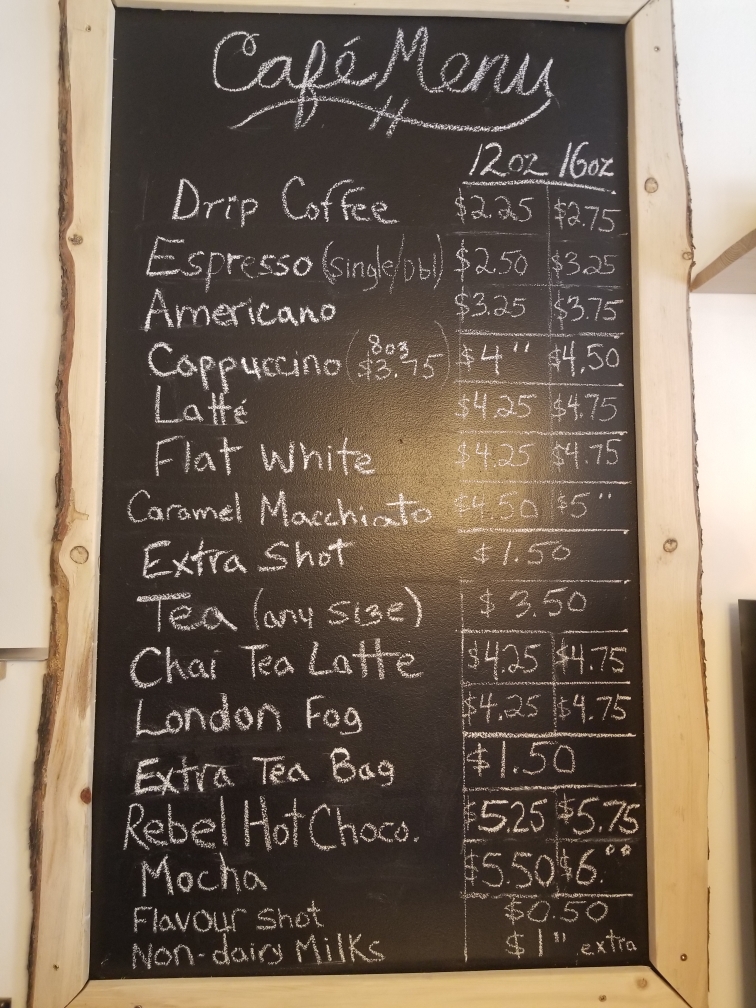 Café Menu
12oz 16oz
Drip Coffee $2.25 $2.75
Espresso (single/Dbl) $2.50 $3.25
Americano $3.25 $3.75
Cappuccino (8oz $3.75) $4" $4.50
Latté $4.25 $4.75
Flat White $4.25 $4.75
Caramel Macchiato $4.50 $5"
Extra Shot $1.50
Tea (any size) $3.50
Chai Tea Latte $4.25 $4.75
London Fog $4.25 $4.75
Extra Tea Bag $1.50
Rebel Hot Choco. $5.25 $5.75
Mocha $5.50 $6.°°
Flavour shot $0.50
Non-dairy Milks $1" extra